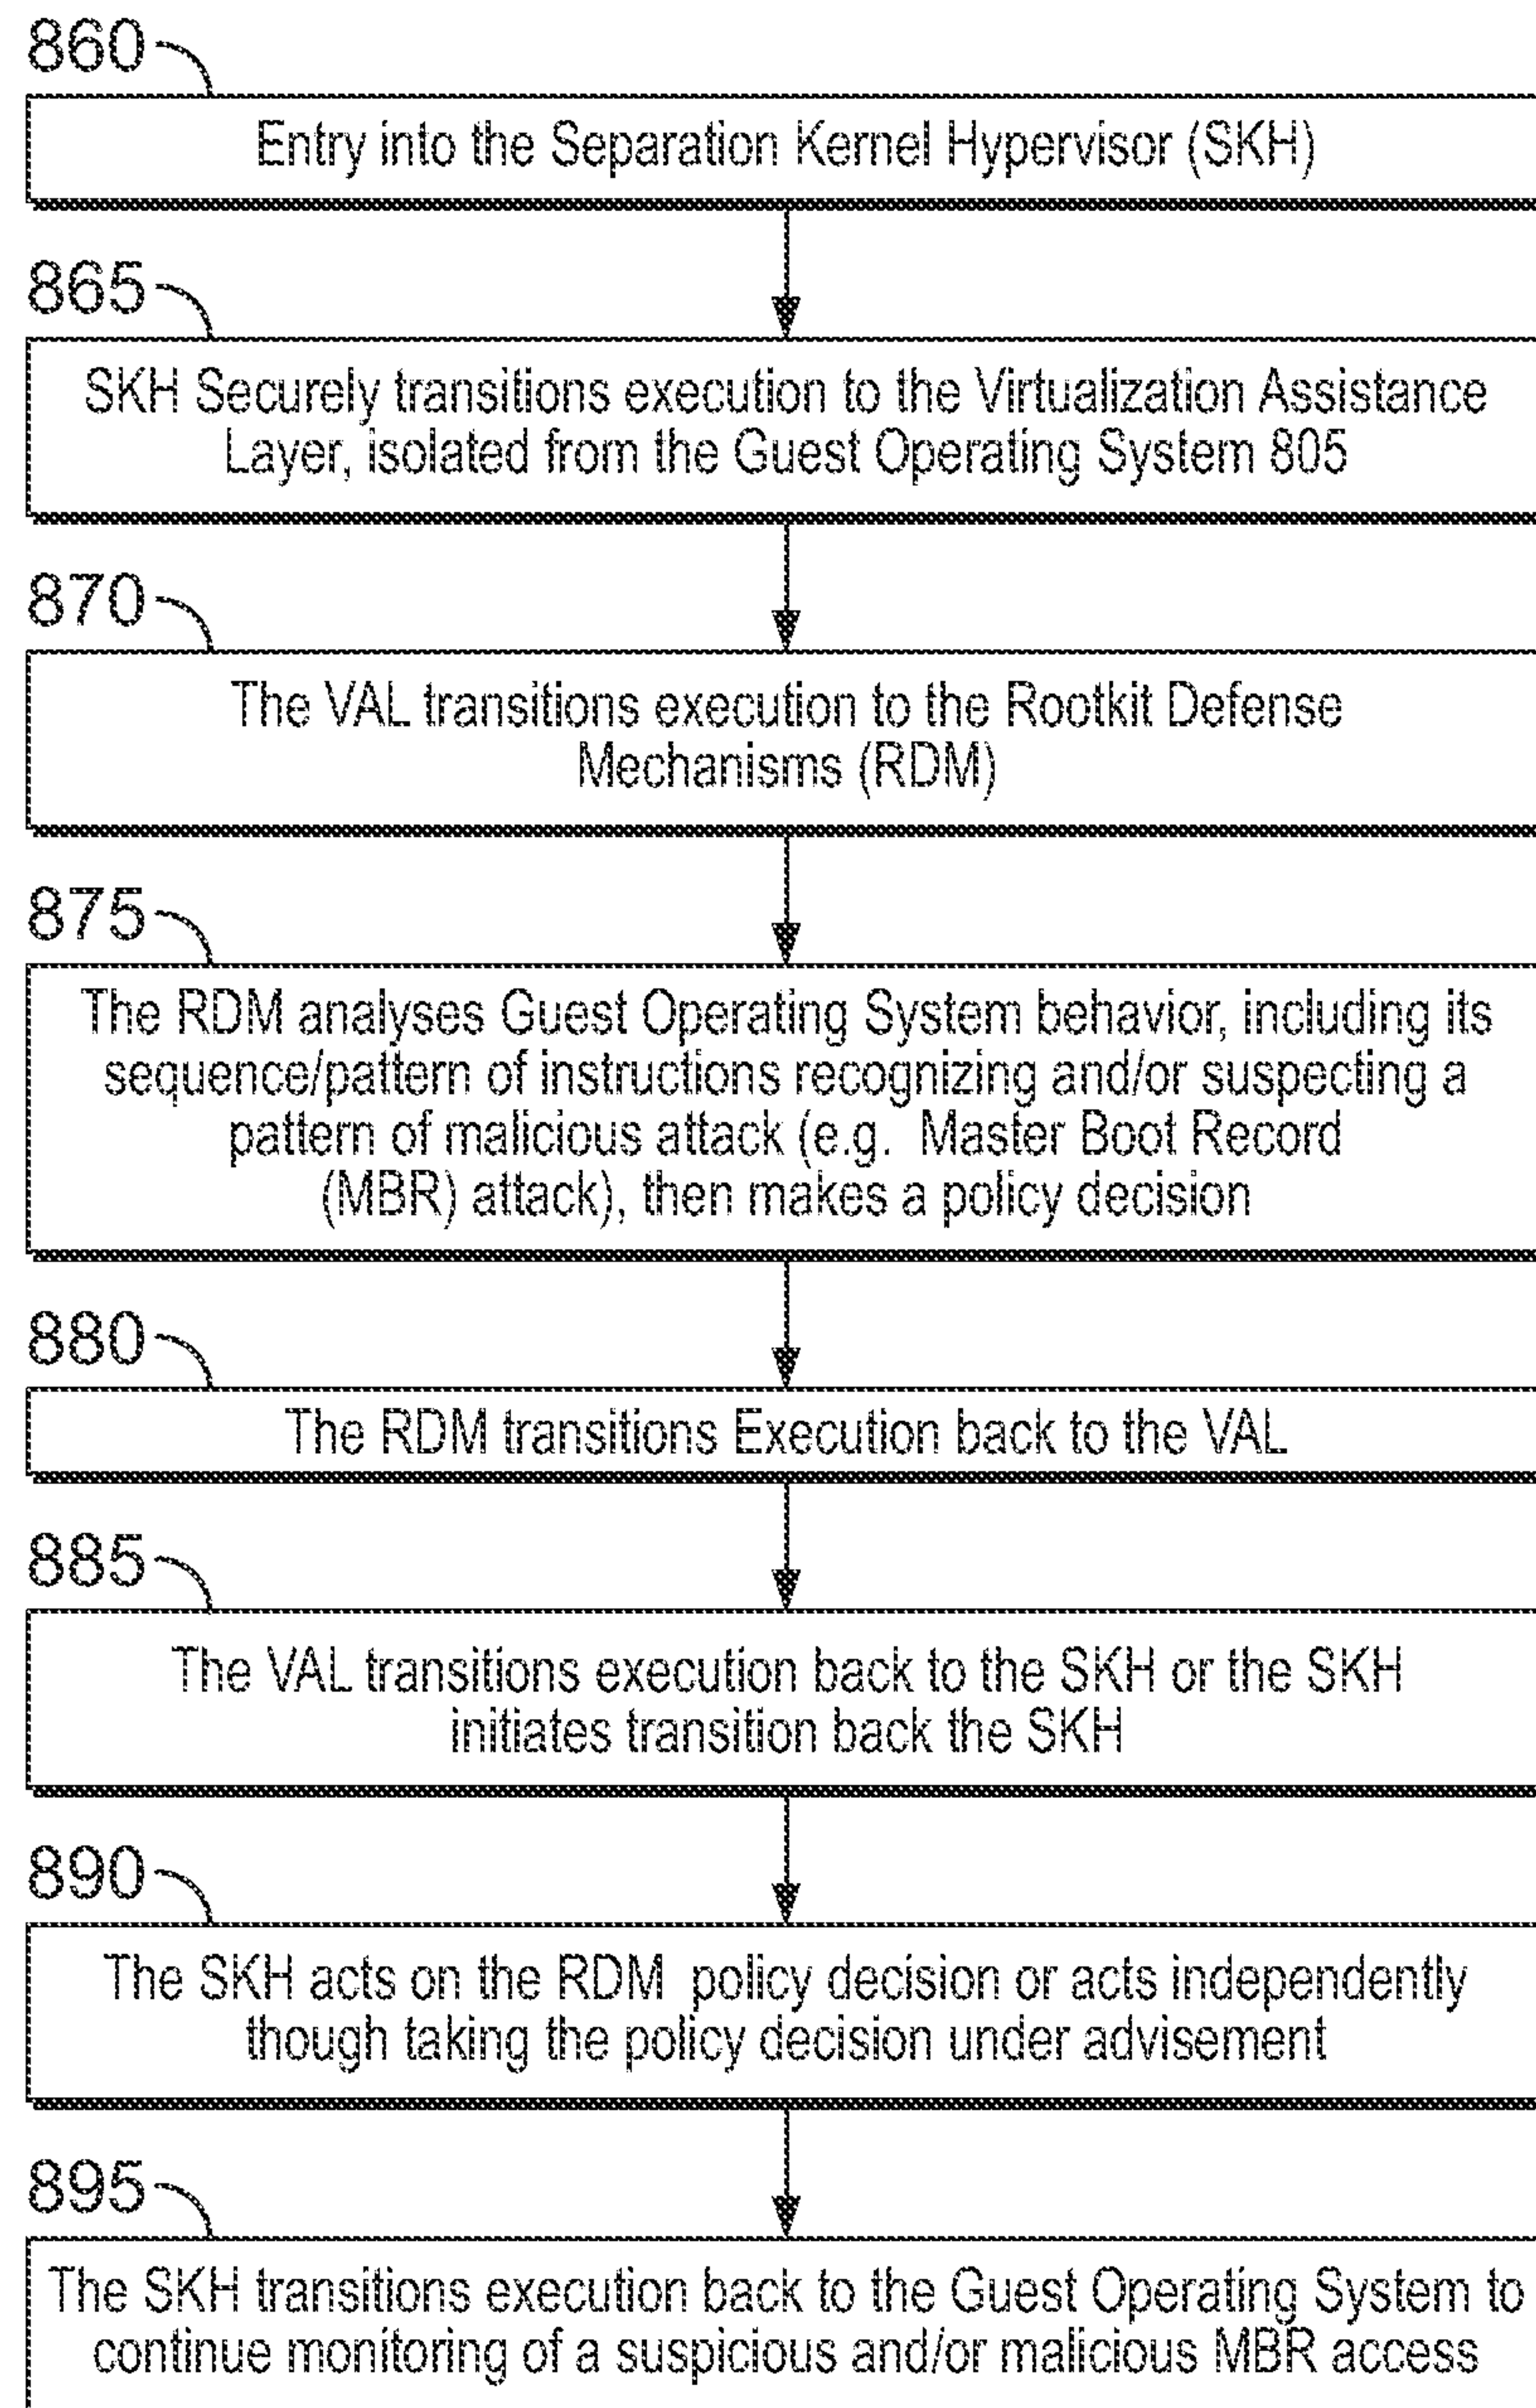 860
Entry into the Separation Kernel Hypervisor (SKH)
865
SKH Securely transitions execution to the Virtualization Assistance
Layer, isolated from the Guest Operating System 805
870
The VAL transitions execution to the Rootkit Defense
Mechanisms (RDM)
875
The RDM analyses Guest Operating System behavior, including its
sequence/pattern of instructions recognizing and/or suspecting a
pattern of malicious attack (e.g. Master Boot Record
(MBR) attack), then makes a policy decision
880
The RDM transitions Execution back to the VAL
885
The VAL transitions execution back to the SKH or the SKH
initiates transition back the SKH
890
The SKH acts on the RDM policy decision or acts independently
though taking the policy decision under advisement
895
The SKH transitions execution back to the Guest Operating System to
continue monitoring of a suspicious and/or malicious MBR access